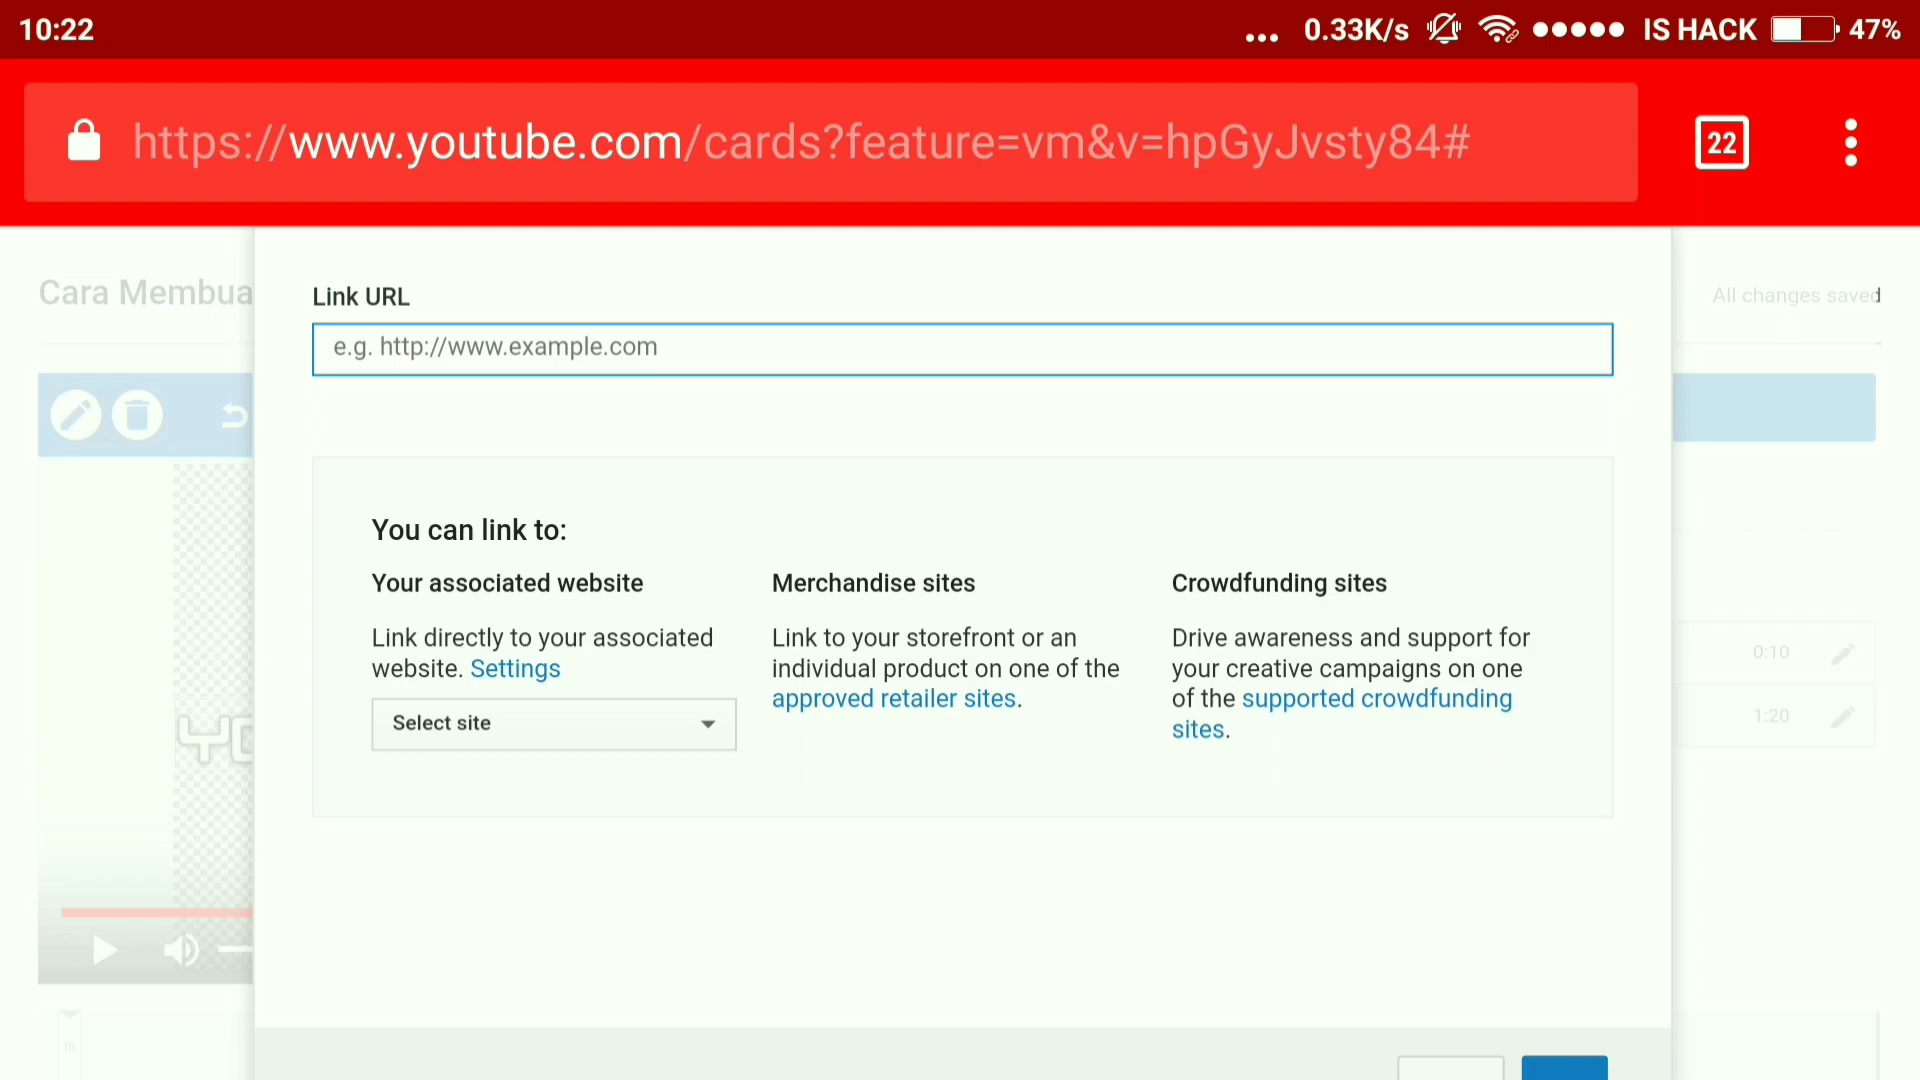 10:22
... 0.33K/s IS HACK 47%
https://www.youtube.com/cards?feature=vm&v=hpGyJvsty84#
22
Cara Membua
All changes saved
Link URL
e.g. http://www.example.com
You can link to:
Your associated website
Link directly to your associated
website. Settings
Select site
Merchandise sites
Link to your storefront or an
individual product on one of the
approved retailer sites.
Crowdfunding sites
Drive awareness and support for
your creative campaigns on one
of the supported crowdfunding
sites.
0:10
1:20
YO